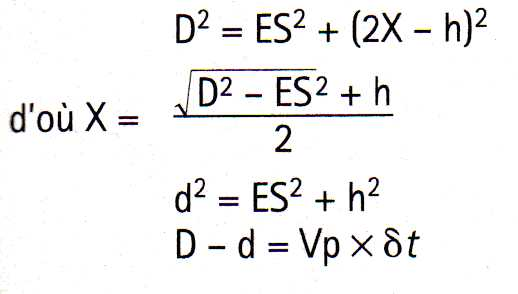 D² = ES² + (2X – h)²
d'où X = (√(D² – ES²) + h) / 2
d² = ES² + h²
D – d = Vp × δt